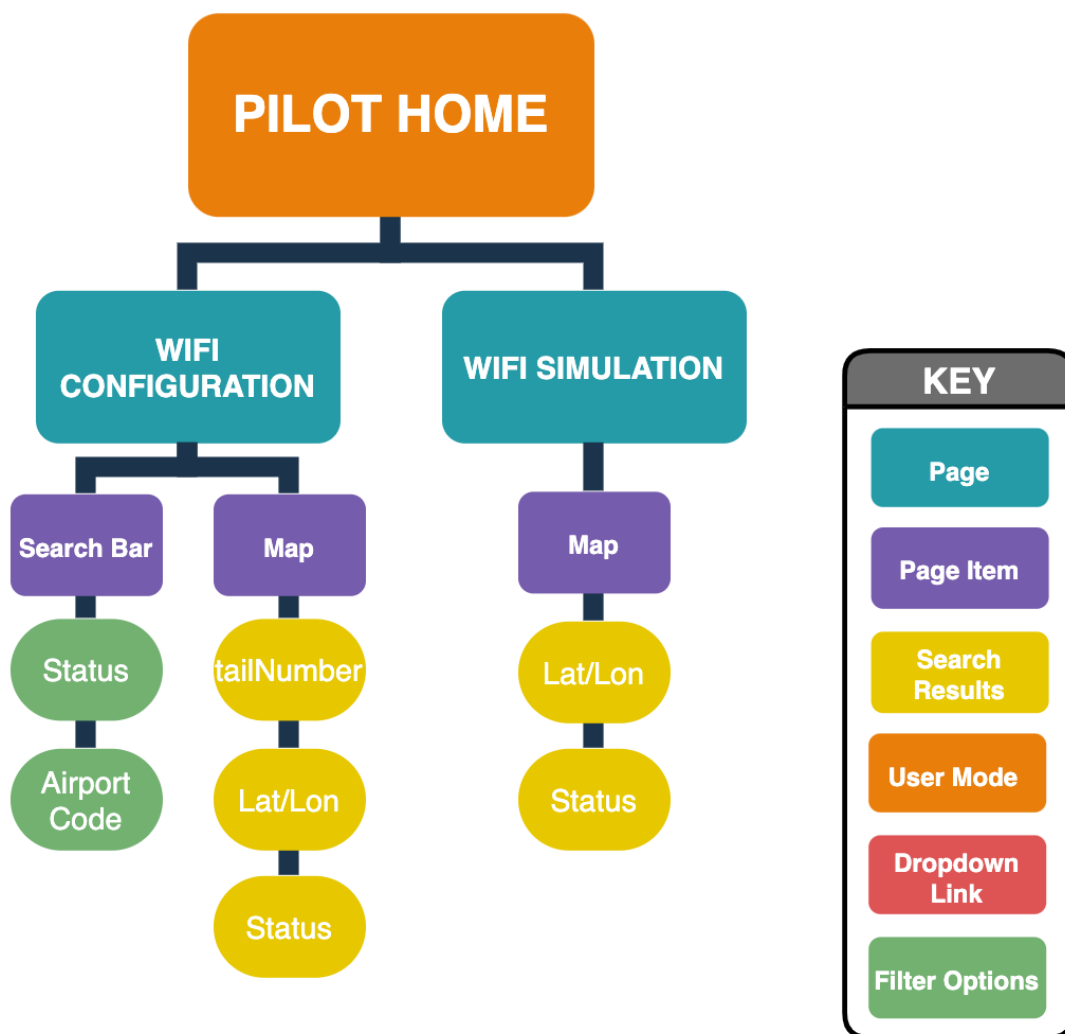 PILOT HOME
WIFI
CONFIGURATION
WIFI SIMULATION
Search Bar
Map
Map
Status
tailNumber
Lat/Lon
Airport
Code
Lat/Lon
Status
Status
KEY
Page
Page Item
Search
Results
User Mode
Dropdown
Link
Filter Options